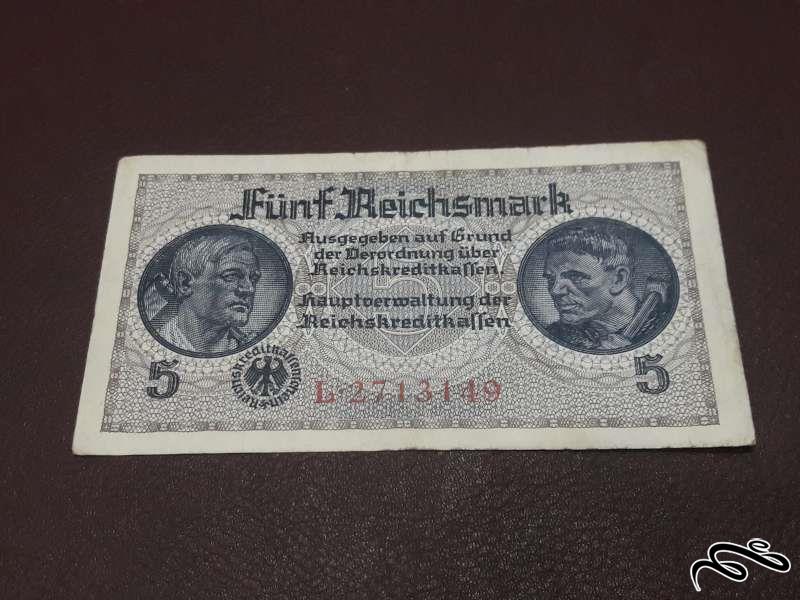 Fünf Reichsmark
Ausgegeben auf Grund
der Verordnung über
Reichskreditkassen.
Hauptverwaltung der
Reichskreditkassen
5
5
L·2713149